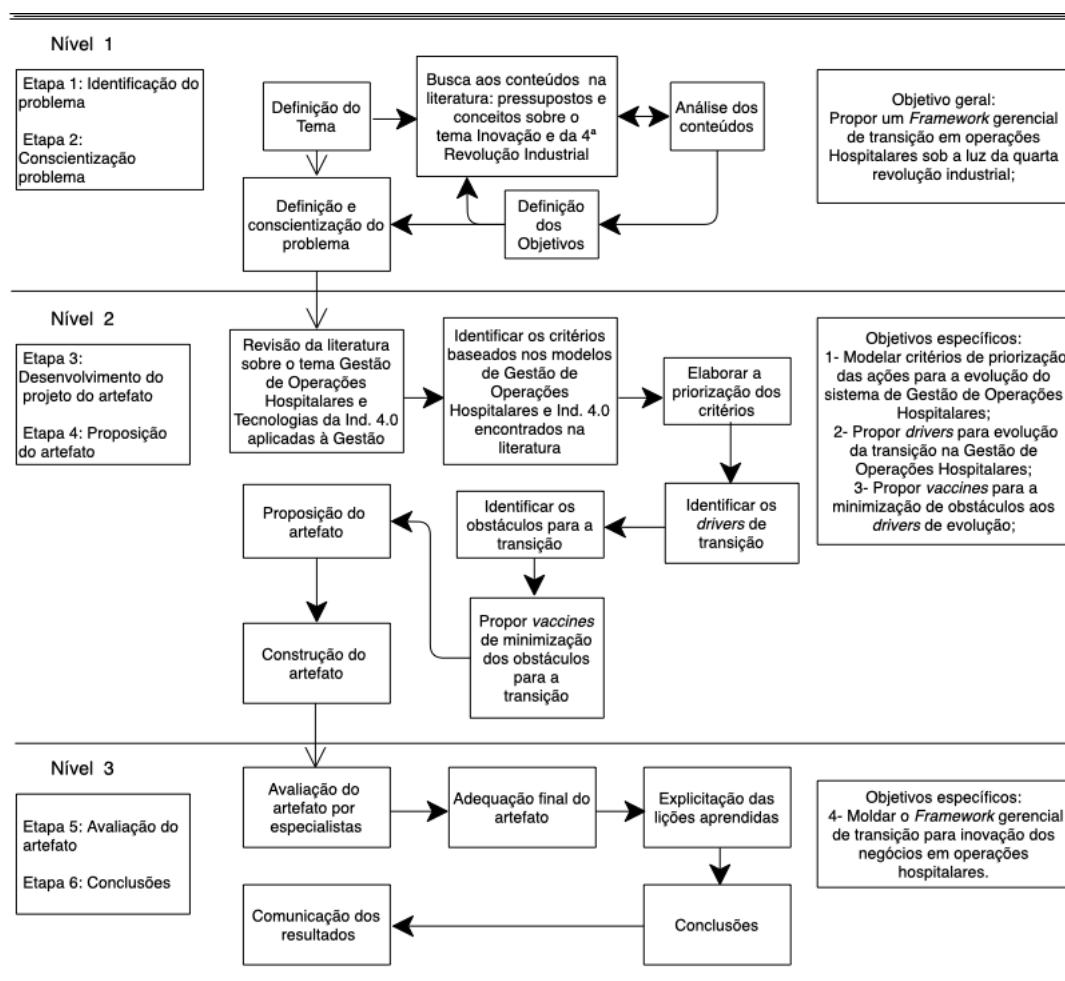 Nível 1
Etapa 1: Identificação do
problema
Etapa 2:
Conscientização
problema
Definição do
Tema
Busca aos conteúdos na
literatura: pressupostos e
conceitos sobre o
tema Inovação e da 4ª
Revolução Industrial
Análise dos
conteúdos
Objetivo geral:
Propor um Framework gerencial
de transição em operações
Hospitalares sob a luz da quarta
revolução industrial;
Definição e
conscientização do
problema
Definição
dos
Objetivos
Nível 2
Etapa 3:
Desenvolvimento do
projeto do artefato
Etapa 4: Proposição
do artefato
Revisão da literatura
sobre o tema Gestão
de Operações
Hospitalares e
Tecnologias da Ind. 4.0
aplicadas à Gestão
Identificar os critérios
baseados nos modelos
de Gestão de
Operações
Hospitalares e Ind. 4.0
encontrados na
literatura
Elaborar a
priorização dos
critérios
Objetivos específicos:
1- Modelar critérios de priorização
das ações para a evolução do
sistema de Gestão de Operações
Hospitalares;
2- Propor drivers para evolução
da transição na Gestão de
Operações Hospitalares;
3- Propor vaccines para a
minimização de obstáculos aos
drivers de evolução;
Proposição do
artefato
Identificar os
obstáculos para a
transição
Identificar os
drivers de
transição
Construção do
artefato
Propor vaccines
de minimização
dos obstáculos
para a
transição
Nível 3
Etapa 5: Avaliação do
artefato
Etapa 6: Conclusões
Avaliação do
artefato por
especialistas
Adequação final do
artefato
Explicitação das
lições aprendidas
Objetivos específicos:
4- Moldar o Framework gerencial
de transição para inovação dos
negócios em operações
hospitalares.
Comunicação dos
resultados
Conclusões